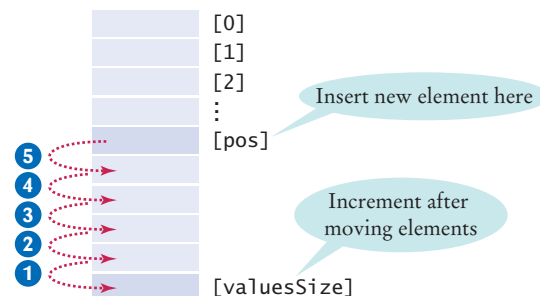 [0]
[1]
[2]
⋮
Insert new element here
[pos]
5
4
3
2
1
Increment after
moving elements
[valuesSize]